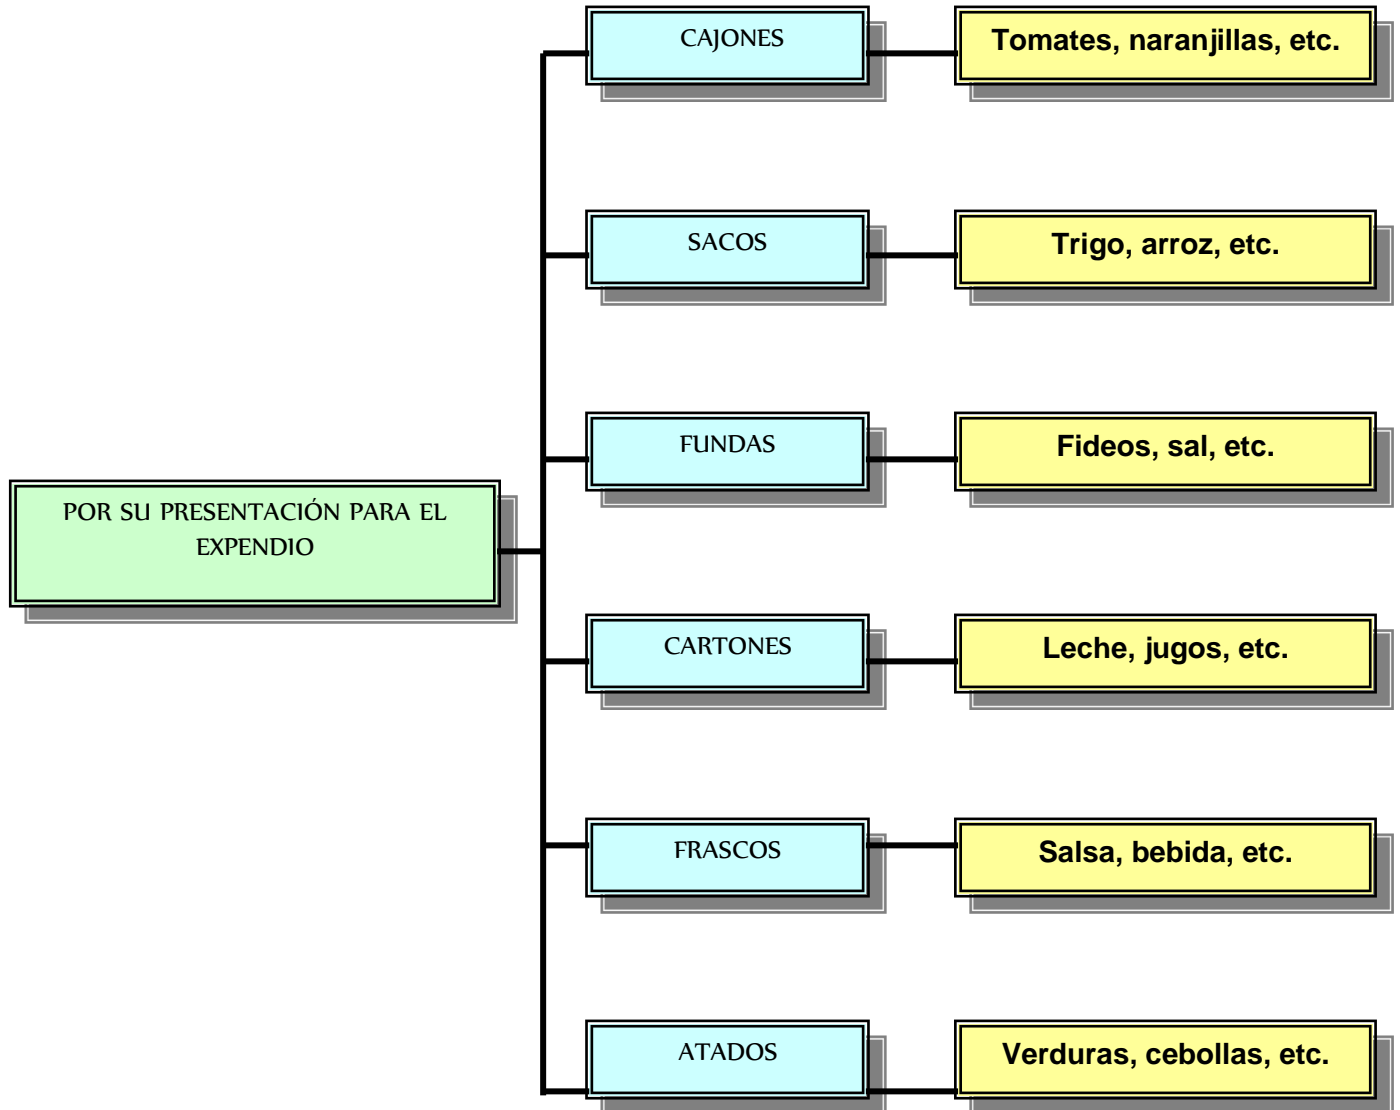 CAJONES
Tomates, naranjillas, etc.
SACOS
Trigo, arroz, etc.
FUNDAS
Fideos, sal, etc.
POR SU PRESENTACIÓN PARA EL
EXPENDIO
CARTONES
Leche, jugos, etc.
FRASCOS
Salsa, bebida, etc.
ATADOS
Verduras, cebollas, etc.